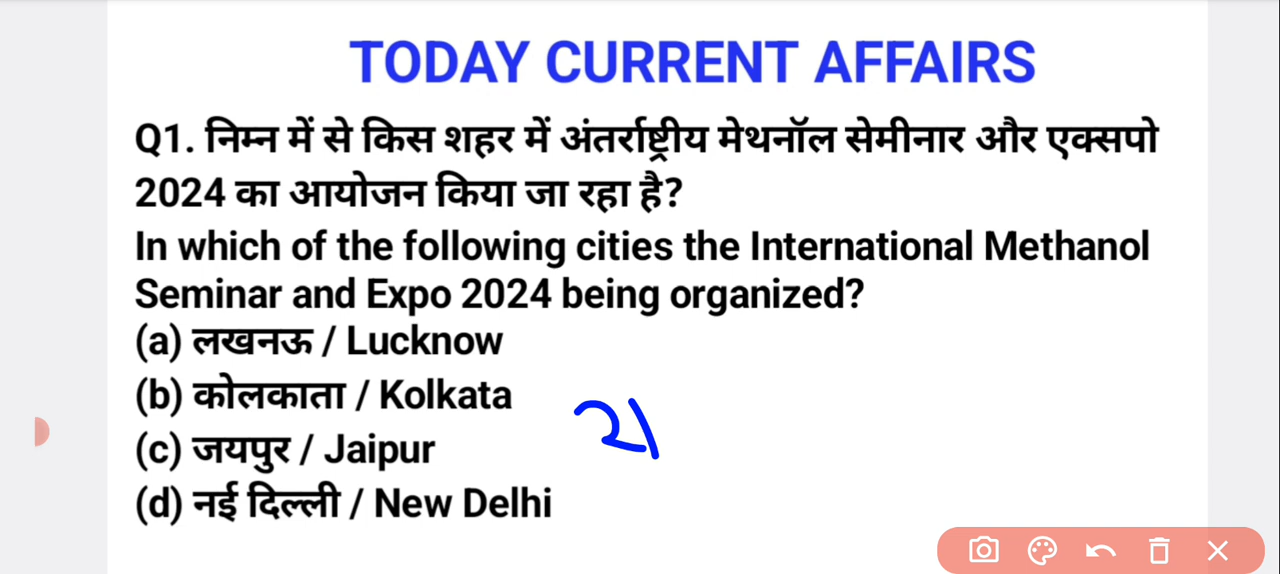 TODAY CURRENT AFFAIRS
Q1. निम्न में से किस शहर में अंतर्राष्ट्रीय मेथनॉल सेमीनार और एक्सपो
2024 का आयोजन किया जा रहा है?
In which of the following cities the International Methanol
Seminar and Expo 2024 being organized?
(a) लखनऊ / Lucknow
(b) कोलकाता / Kolkata
(c) जयपुर / Jaipur
(d) नई दिल्ली / New Delhi